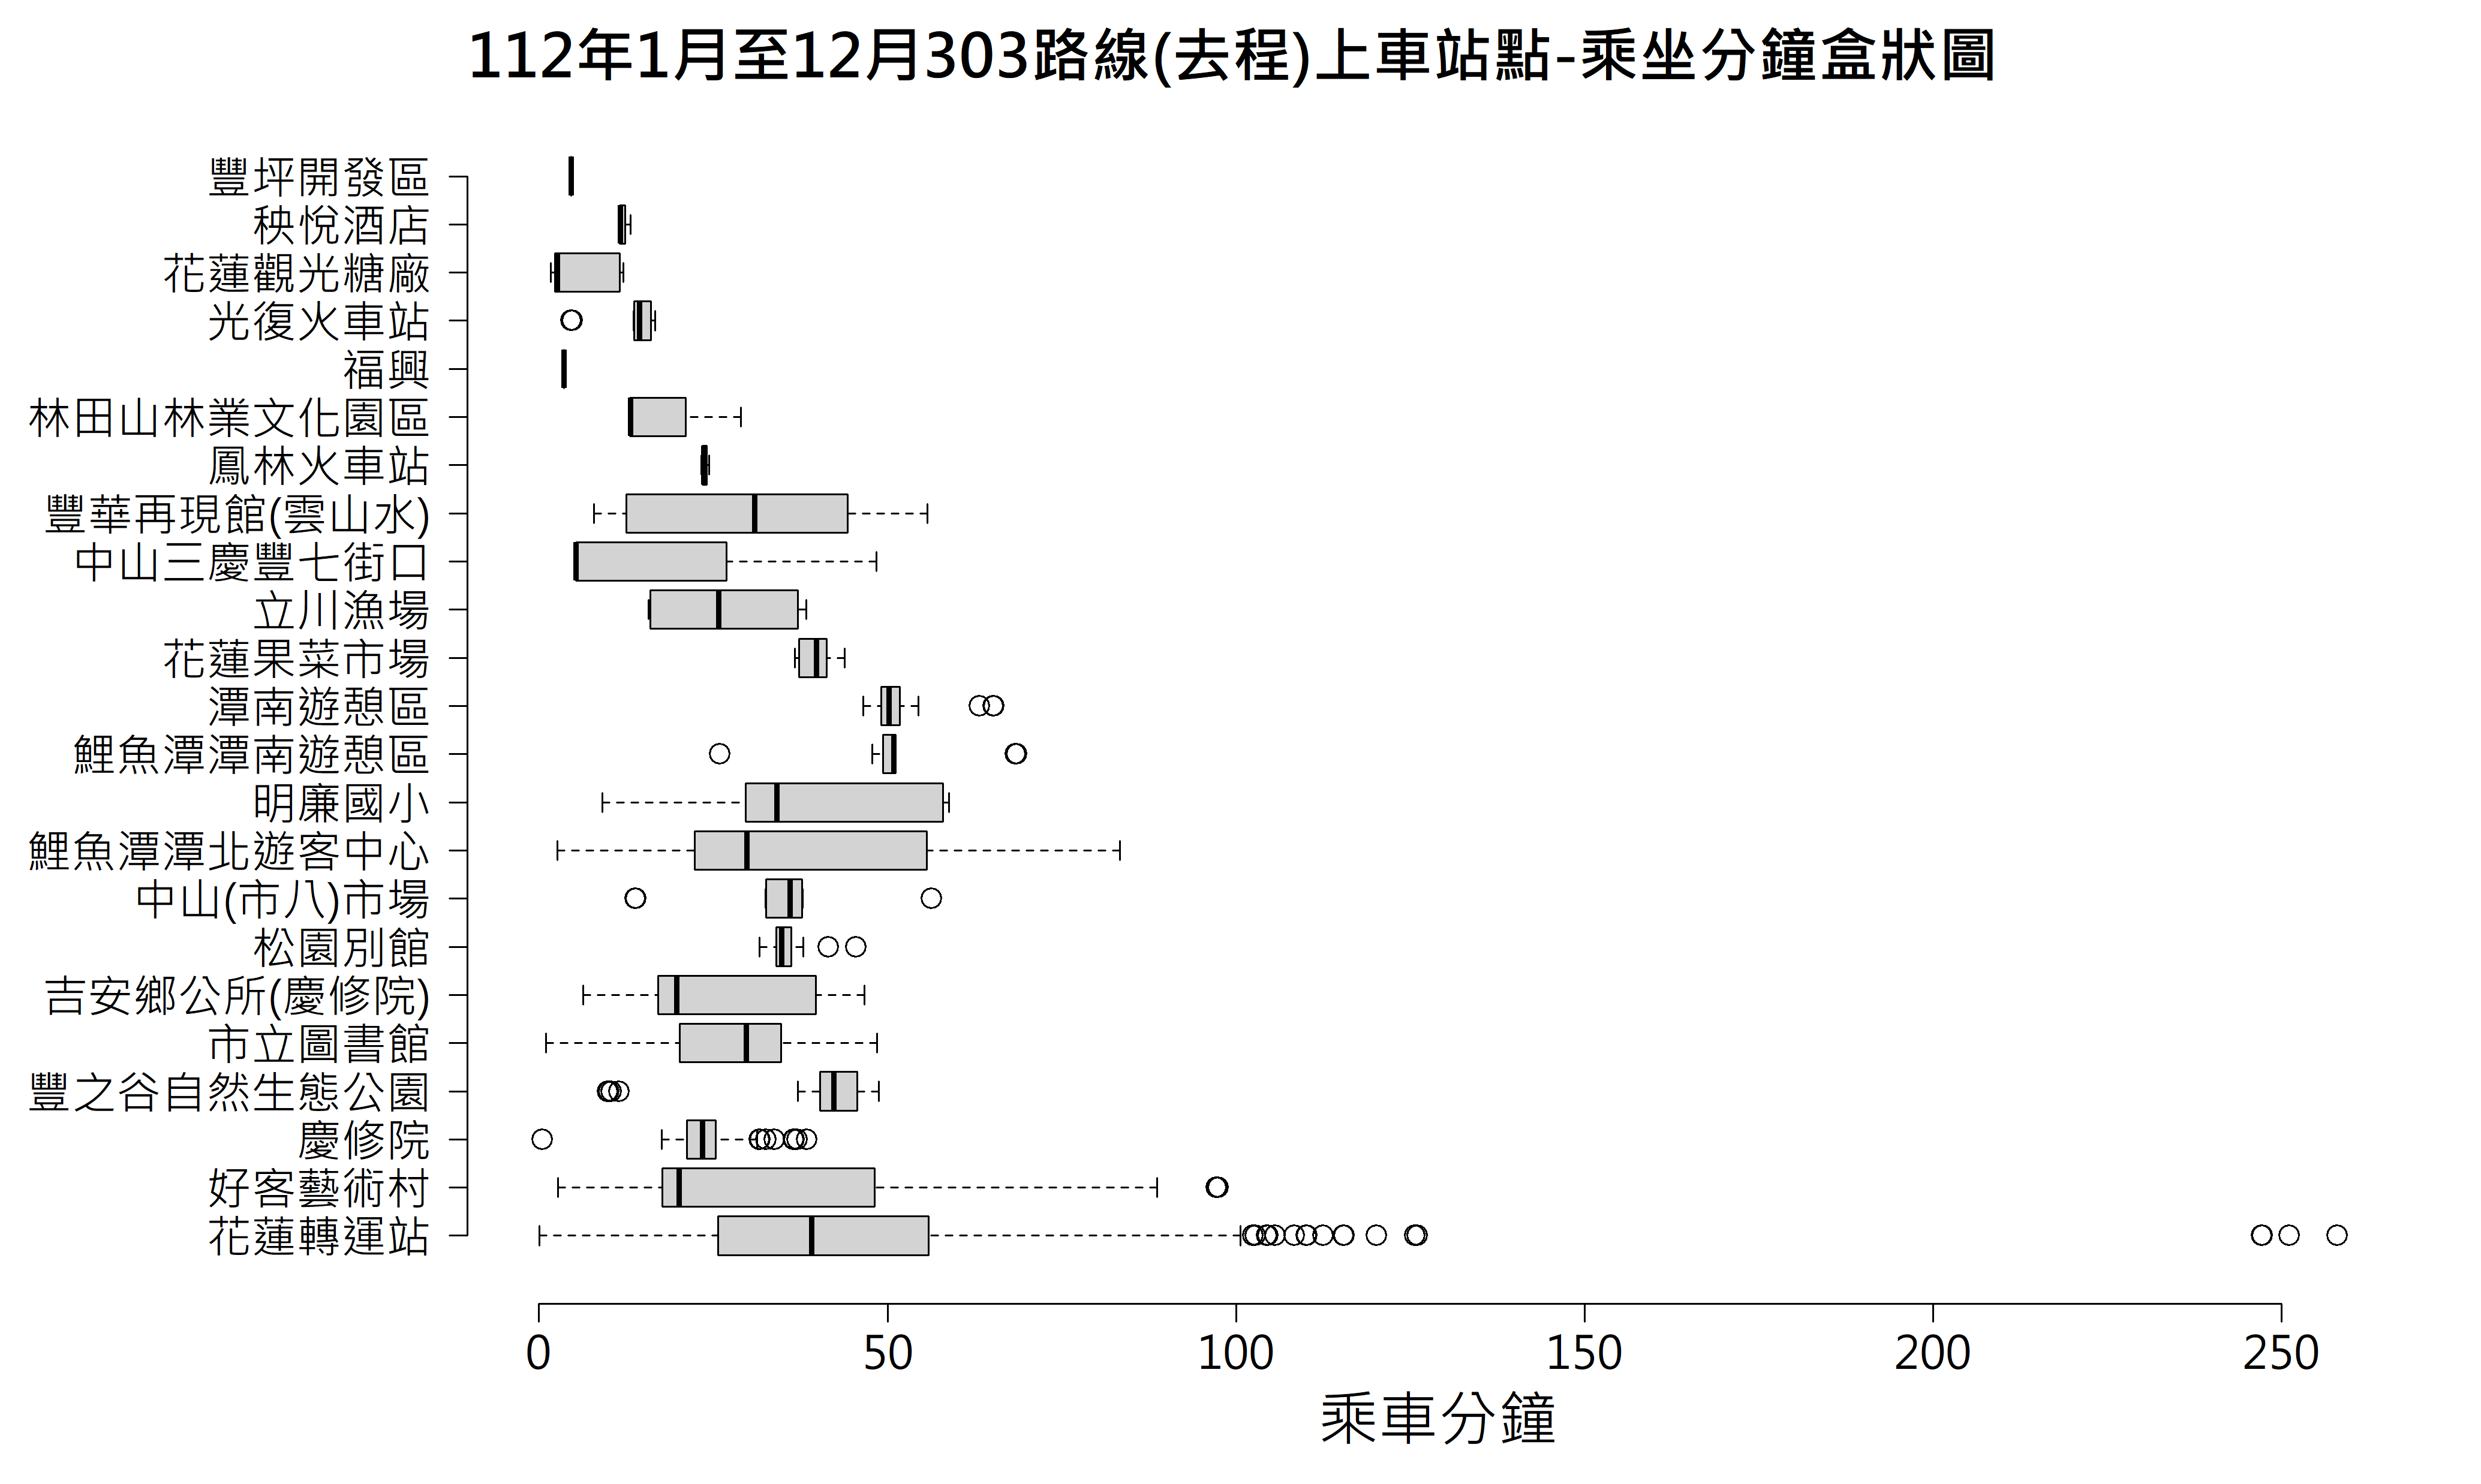 112年1月至12月303路線(去程)上車站點-乘坐分鐘盒狀圖
豐坪開發區
秧悅酒店
花蓮觀光糖廠
光復火車站
福興
林田山林業文化園區
鳳林火車站
豐華再現館(雲山水)
中山三慶豐七街口
立川漁場
花蓮果菜市場
潭南遊憩區
鯉魚潭潭南遊憩區
明廉國小
鯉魚潭潭北遊客中心
中山(市八)市場
松園別館
吉安鄉公所(慶修院)
市立圖書館
豐之谷自然生態公園
慶修院
好客藝術村
花蓮轉運站
0 50 100 150 200 250
乘車分鐘